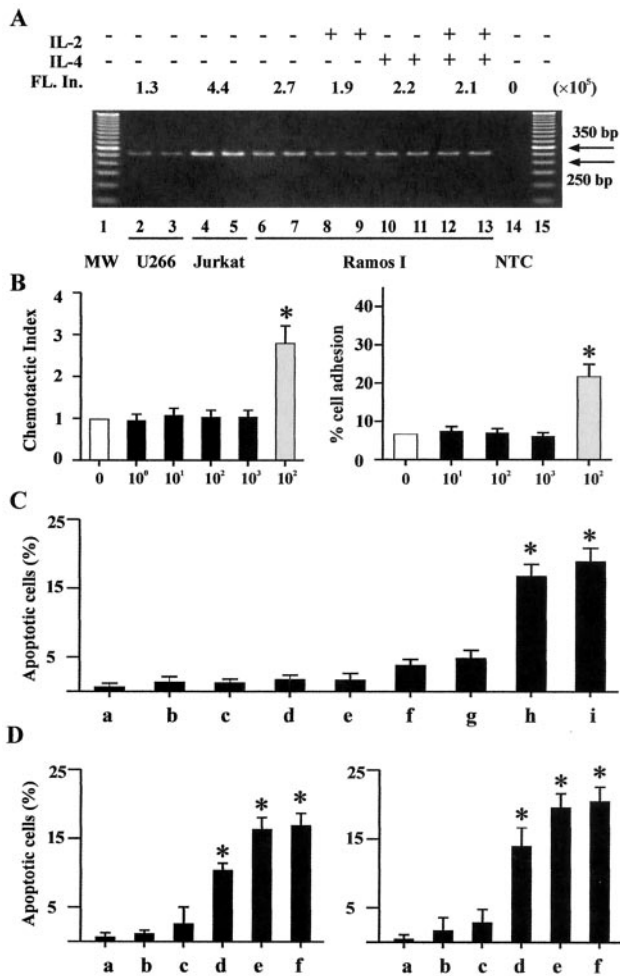 A
IL-2 - - - - - - - + + - - + + - -
IL-4 - - - - - - - - - + + + + - -
FL. In. 1.3 4.4 2.7 1.9 2.2 2.1 0 (×10⁵)
350 bp
250 bp
1 2 3 4 5 6 7 8 9 10 11 12 13 14 15
MW U266 Jurkat Ramos I NTC
B
Chemotactic Index
4
3
2
1
0
*
0 10⁰ 10¹ 10² 10³ 10²
% cell adhesion
40
20
0
*
0 10¹ 10² 10³ 10²
C
Apoptotic cells (%)
25
15
5
* *
a b c d e f g h i
D
Apoptotic cells (%)
25
15
5
* * *
a b c d e f
25
15
5
* * *
a b c d e f